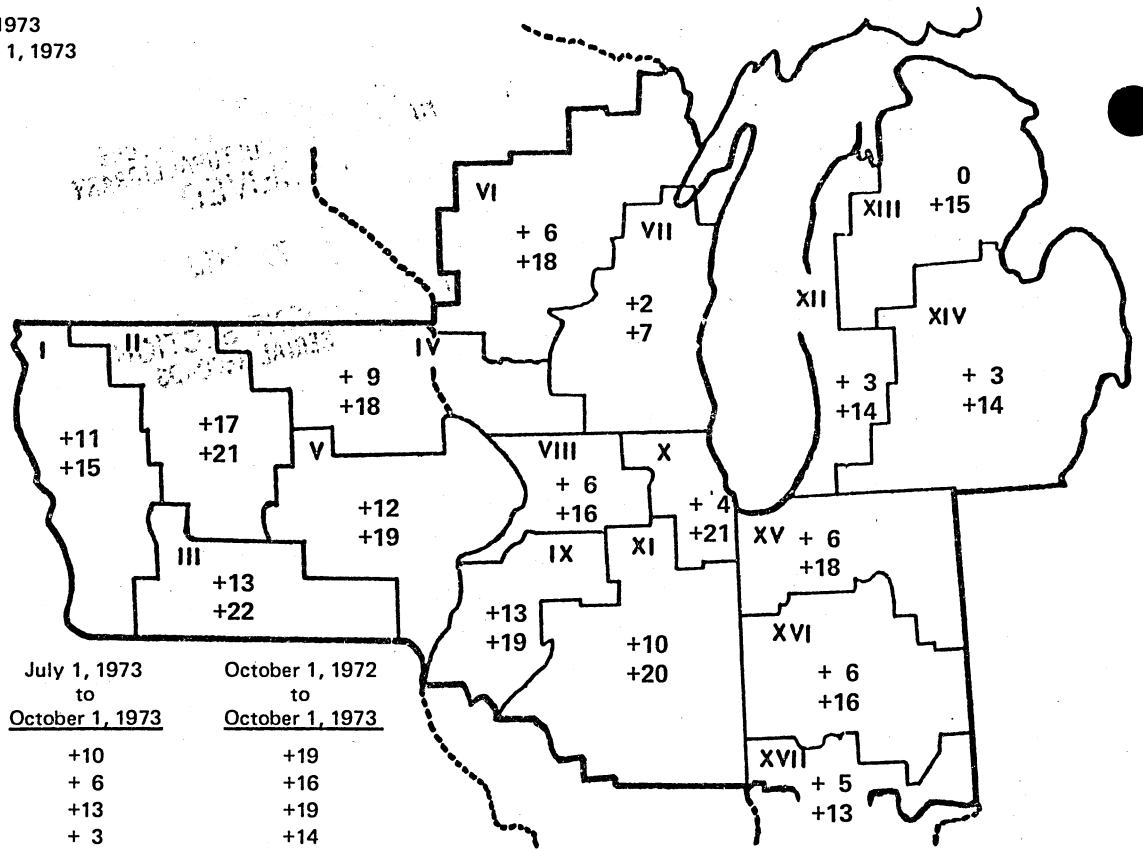 1973
1, 1973
VI
+ 6
+18
VII
+2
+7
0
XIII +15
XII
XIV
+ 3
+14
+ 3
+14
I
II
IV
+ 9
+18
+11
+15
+17
+21
V
+12
+19
III
+13
+22
VIII
+ 6
+16
X
+ 4
+21
IX
XI
+13
+19
+10
+20
XV + 6
+18
XVI
+ 6
+16
XVII
+ 5
+13
July 1, 1973 October 1, 1972
to to
October 1, 1973 October 1, 1973
+10 +19
+ 6 +16
+13 +19
+ 3 +14